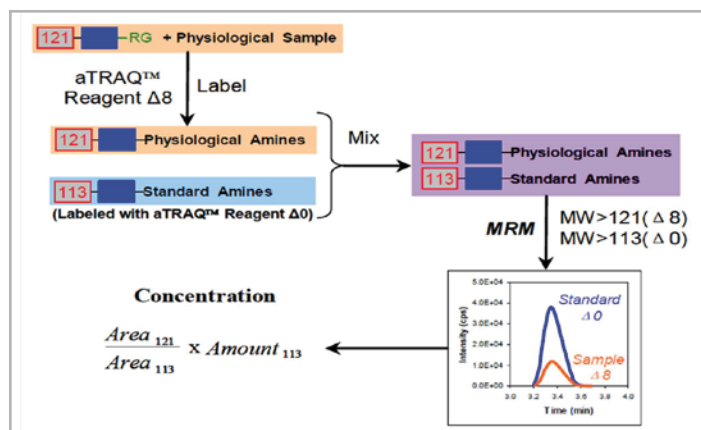 121 -RG + Physiological Sample
aTRAQ™
Reagent Δ8
Label
121 Physiological Amines
113 Standard Amines
(Labeled with aTRAQ™ Reagent Δ0)
Mix
121 Physiological Amines
113 Standard Amines
MRM
MW>121(Δ 8)
MW>113(Δ 0)
Concentration
Area 121
Area 113
x Amount 113
5.0E+04
4.0E+04
3.0E+04
2.0E+04
1.0E+04
0.0E+00
Intensity (cps)
Standard
Δ0
Sample
Δ8
3.0 3.2 3.4 3.6 3.8 4.0
Time (min)